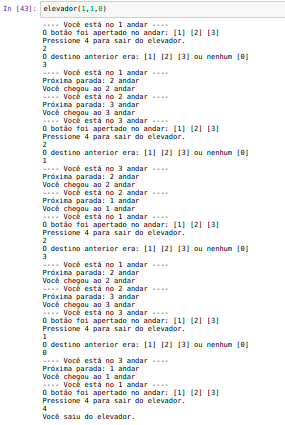 In [43]: elevador(1,1,0)
---- Você está no 1 andar ----
O botão foi apertado no andar: [1] [2] [3]
Pressione 4 para sair do elevador.
2
O destino anterior era: [1] [2] [3] ou nenhum [0]
3
---- Você está no 1 andar ----
Próxima parada: 2 andar
Você chegou ao 2 andar
---- Você está no 2 andar ----
Próxima parada: 3 andar
Você chegou ao 3 andar
---- Você está no 3 andar ----
O botão foi apertado no andar: [1] [2] [3]
Pressione 4 para sair do elevador.
2
O destino anterior era: [1] [2] [3] ou nenhum [0]
1
---- Você está no 3 andar ----
Próxima parada: 2 andar
Você chegou ao 2 andar
---- Você está no 2 andar ----
Próxima parada: 1 andar
Você chegou ao 1 andar
---- Você está no 1 andar ----
O botão foi apertado no andar: [1] [2] [3]
Pressione 4 para sair do elevador.
2
O destino anterior era: [1] [2] [3] ou nenhum [0]
3
---- Você está no 1 andar ----
Próxima parada: 2 andar
Você chegou ao 2 andar
---- Você está no 2 andar ----
Próxima parada: 3 andar
Você chegou ao 3 andar
---- Você está no 3 andar ----
O botão foi apertado no andar: [1] [2] [3]
Pressione 4 para sair do elevador.
1
O destino anterior era: [1] [2] [3] ou nenhum [0]
0
---- Você está no 3 andar ----
Próxima parada: 1 andar
Você chegou ao 1 andar
---- Você está no 1 andar ----
O botão foi apertado no andar: [1] [2] [3]
Pressione 4 para sair do elevador.
4
Você saiu do elevador.